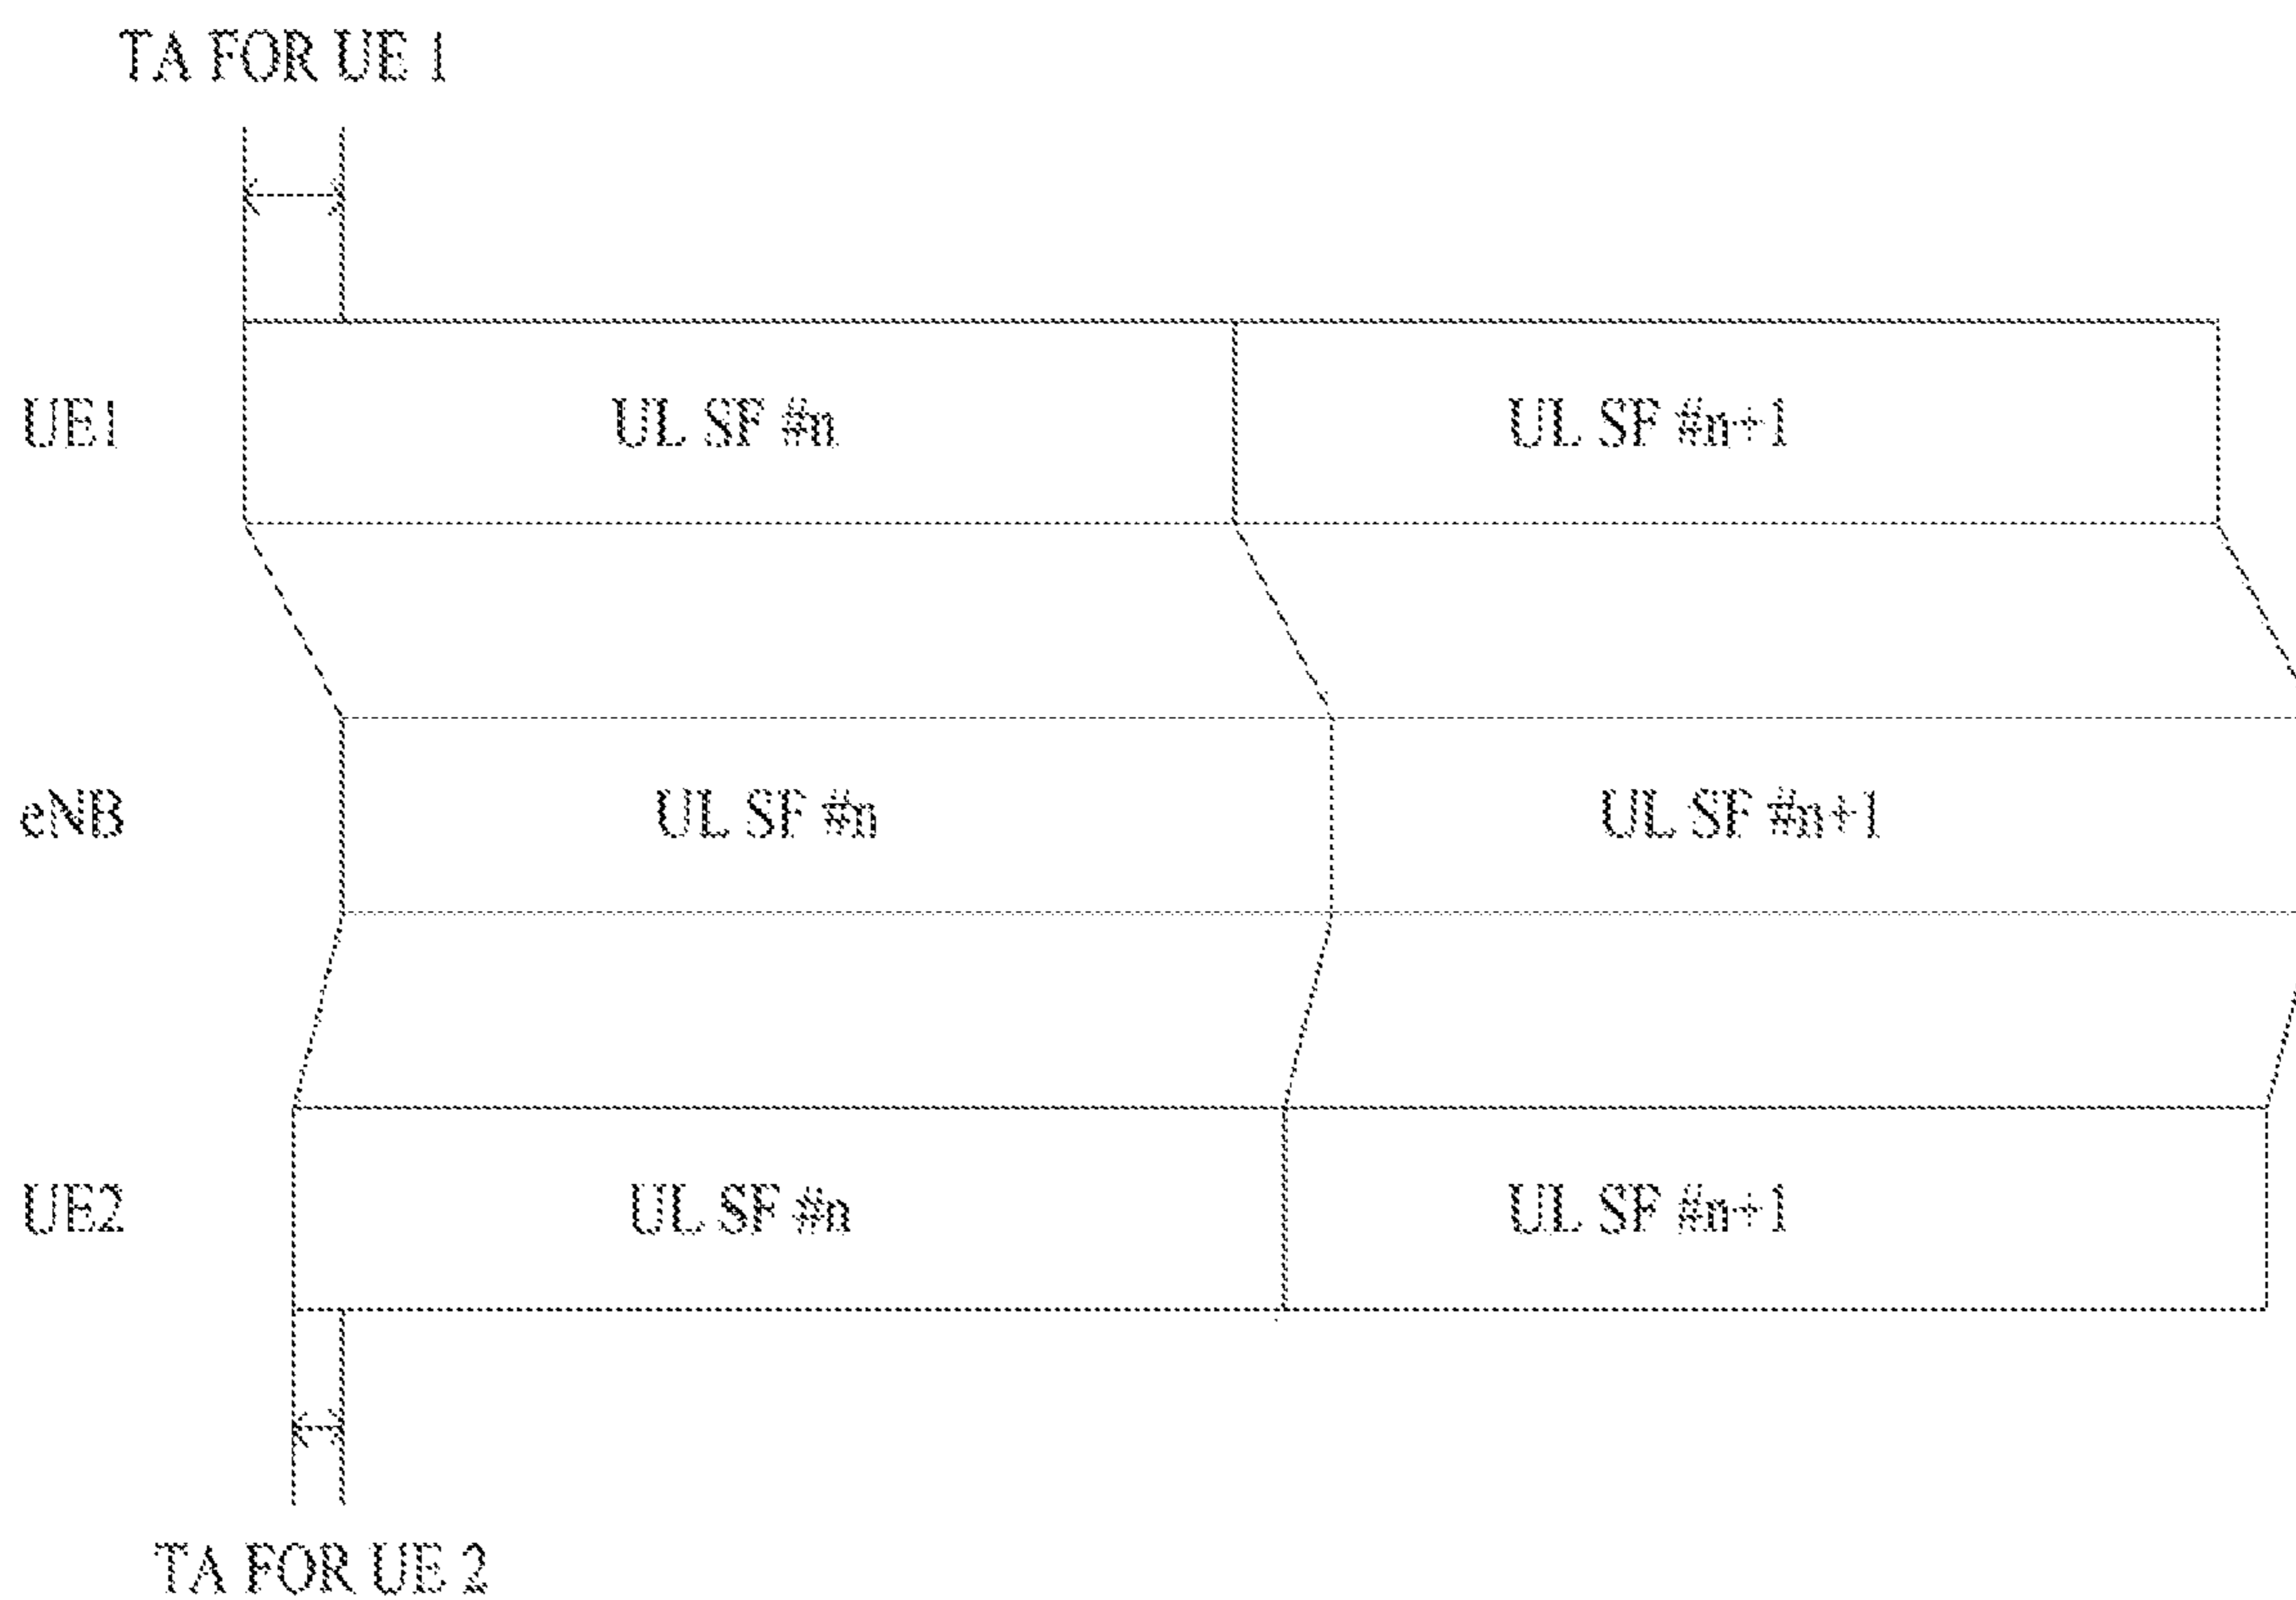 TA FOR UE 1
UE1
UL SF #n
UL SF #n+1
eNB
UL SF #n
UL SF #n+1
UE2
UL SF #n
UL SF #n+1
TA FOR UE 2